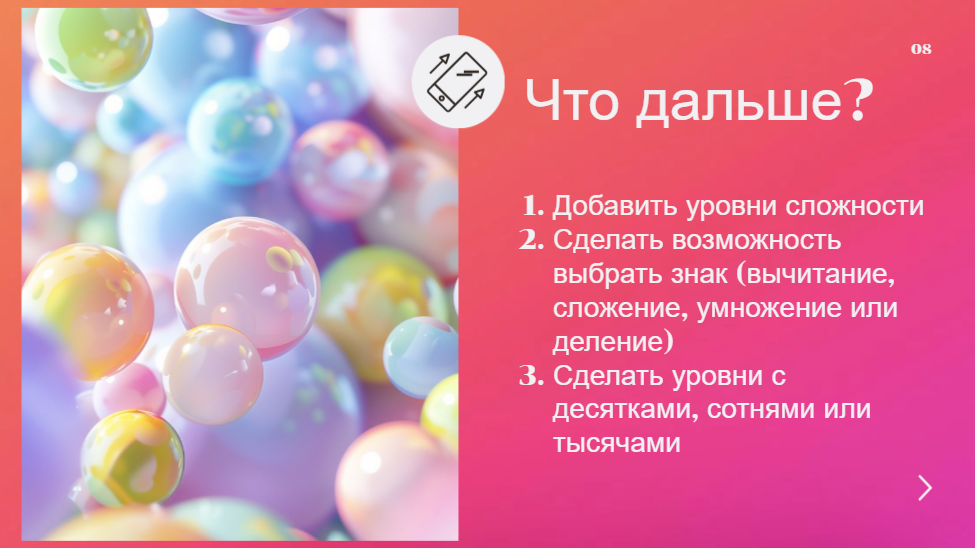 08
Что дальше?
1. Добавить уровни сложности
2. Сделать возможность
выбрать знак (вычитание,
сложение, умножение или
деление)
3. Сделать уровни с
десятками, сотнями или
тысячами